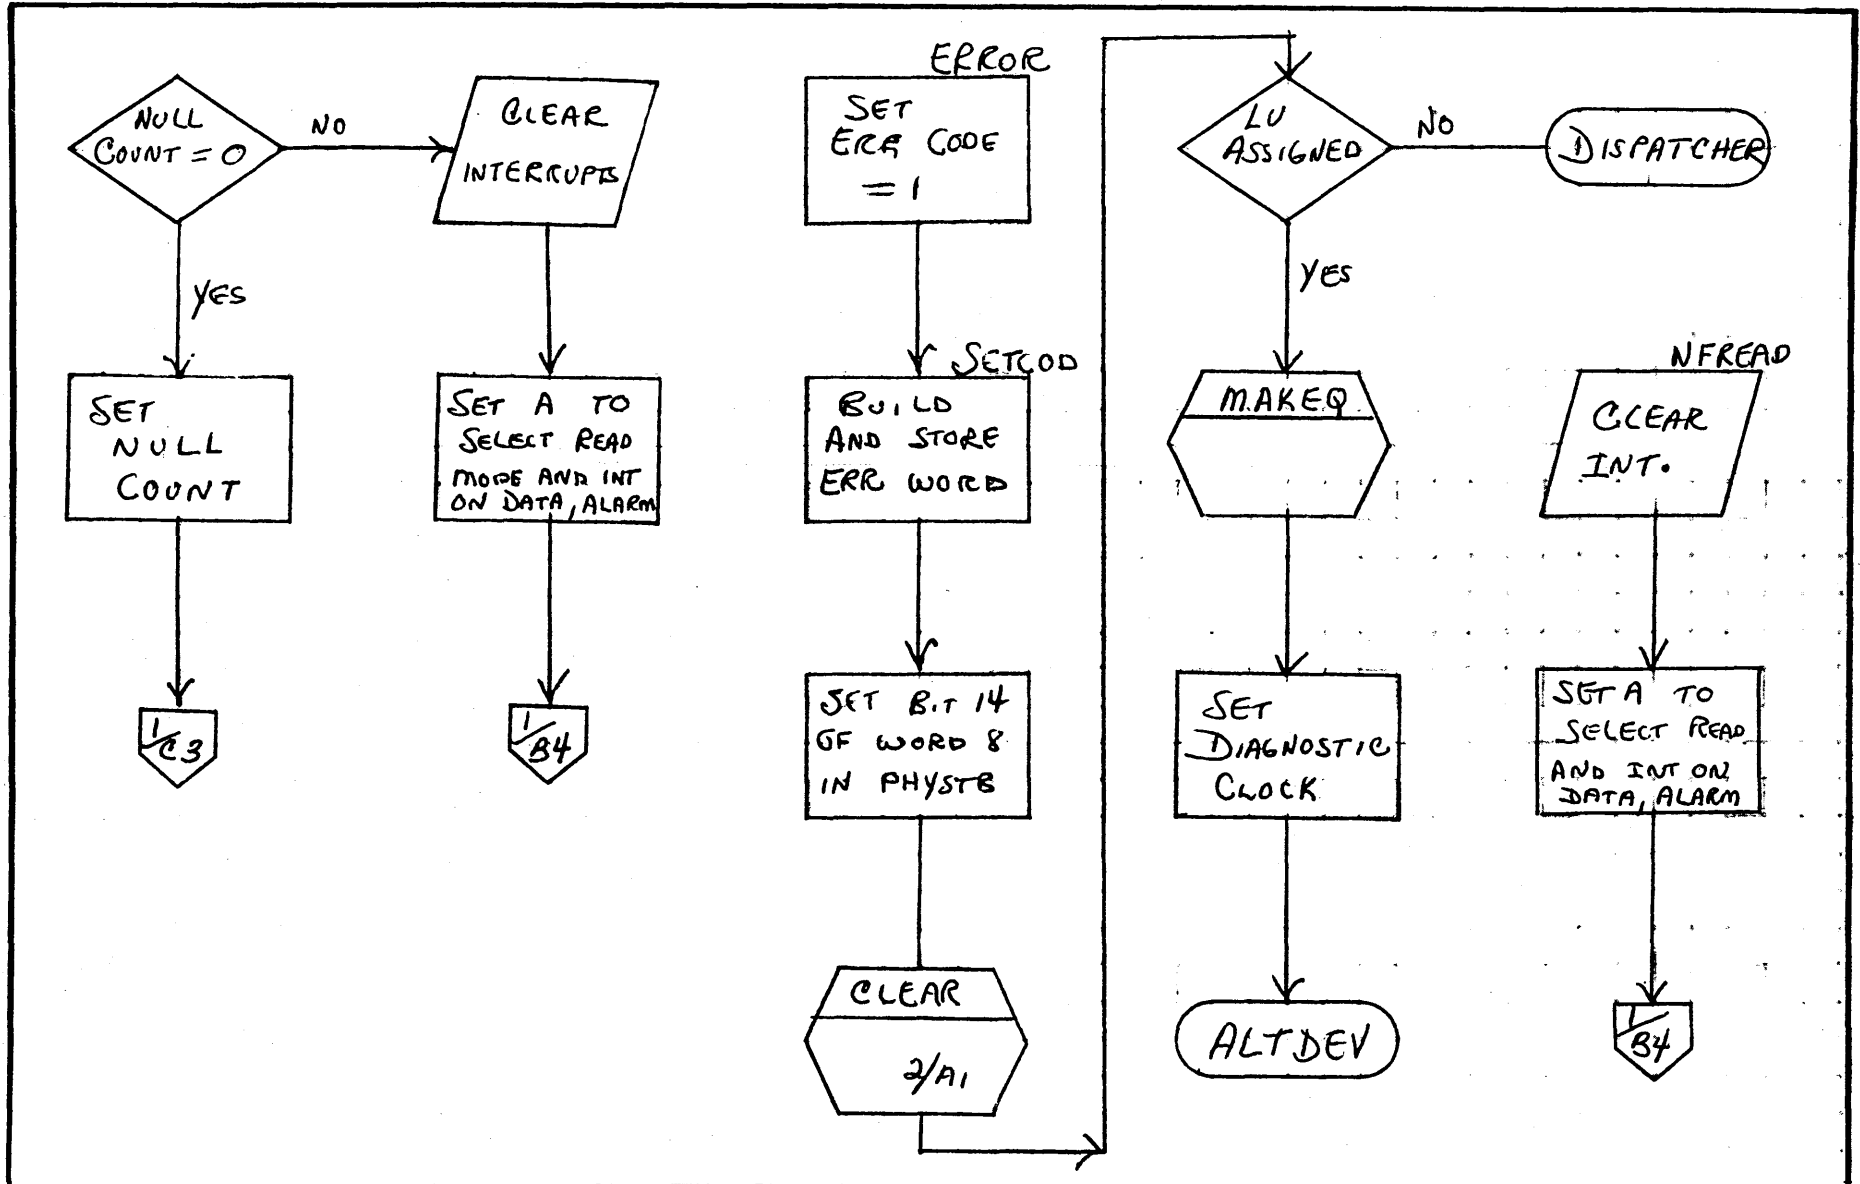 NULL
COUNT = 0
NO
YES
SET
NULL
COUNT
1/C3
CLEAR
INTERRUPTS
SET A TO
SELECT READ
MODE AND INT
ON DATA, ALARM
1/B4
ERROR
SET
ERR CODE
= 1
SETCOD
BUILD
AND STORE
ERR WORD
SET BIT 14
OF WORD 8
IN PHYSTB
CLEAR
2/A1
LU
ASSIGNED
NO
DISPATCHER
YES
MAKEQ
SET
DIAGNOSTIC
CLOCK
ALTDEV
NFREAD
CLEAR
INT.
SET A TO
SELECT READ
AND INT ON
DATA, ALARM
1/B4